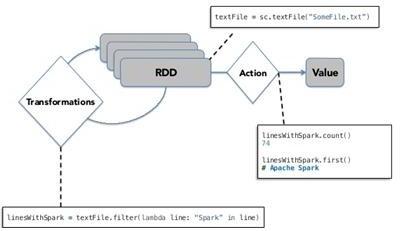 textFile = sc.textFile("SomeFile.txt")
RDD
Transformations
Action
Value
linesWithSpark.count()
74
linesWithSpark.first()
# Apache Spark
linesWithSpark = textFile.filter(lambda line: "Spark" in line)